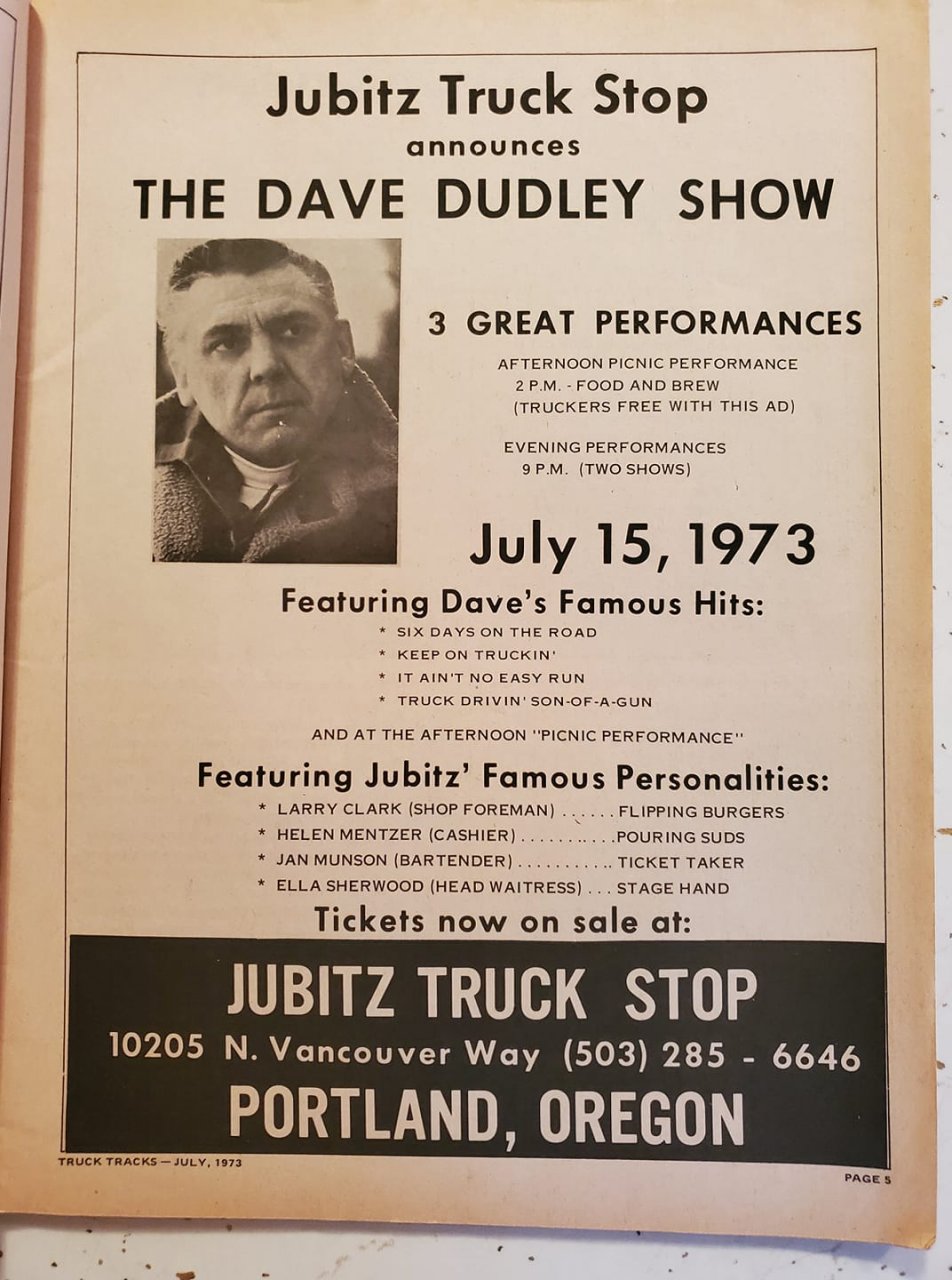 Jubitz Truck Stop
announces
THE DAVE DUDLEY SHOW
3 GREAT PERFORMANCES
AFTERNOON PICNIC PERFORMANCE
2 P.M. - FOOD AND BREW
(TRUCKERS FREE WITH THIS AD)
EVENING PERFORMANCES
9 P.M. (TWO SHOWS)
July 15, 1973
Featuring Dave's Famous Hits:
* SIX DAYS ON THE ROAD
* KEEP ON TRUCKIN'
* IT AIN'T NO EASY RUN
* TRUCK DRIVIN' SON-OF-A-GUN
AND AT THE AFTERNOON "PICNIC PERFORMANCE"
Featuring Jubitz' Famous Personalities:
* LARRY CLARK (SHOP FOREMAN) . . . . . . FLIPPING BURGERS
* HELEN MENTZER (CASHIER) . . . . . . . . . . POURING SUDS
* JAN MUNSON (BARTENDER) . . . . . . . . . . TICKET TAKER
* ELLA SHERWOOD (HEAD WAITRESS) . . . STAGE HAND
Tickets now on sale at:
JUBITZ TRUCK STOP
10205 N. Vancouver Way (503) 285 - 6646
PORTLAND, OREGON
TRUCK TRACKS — JULY, 1973
PAGE 5